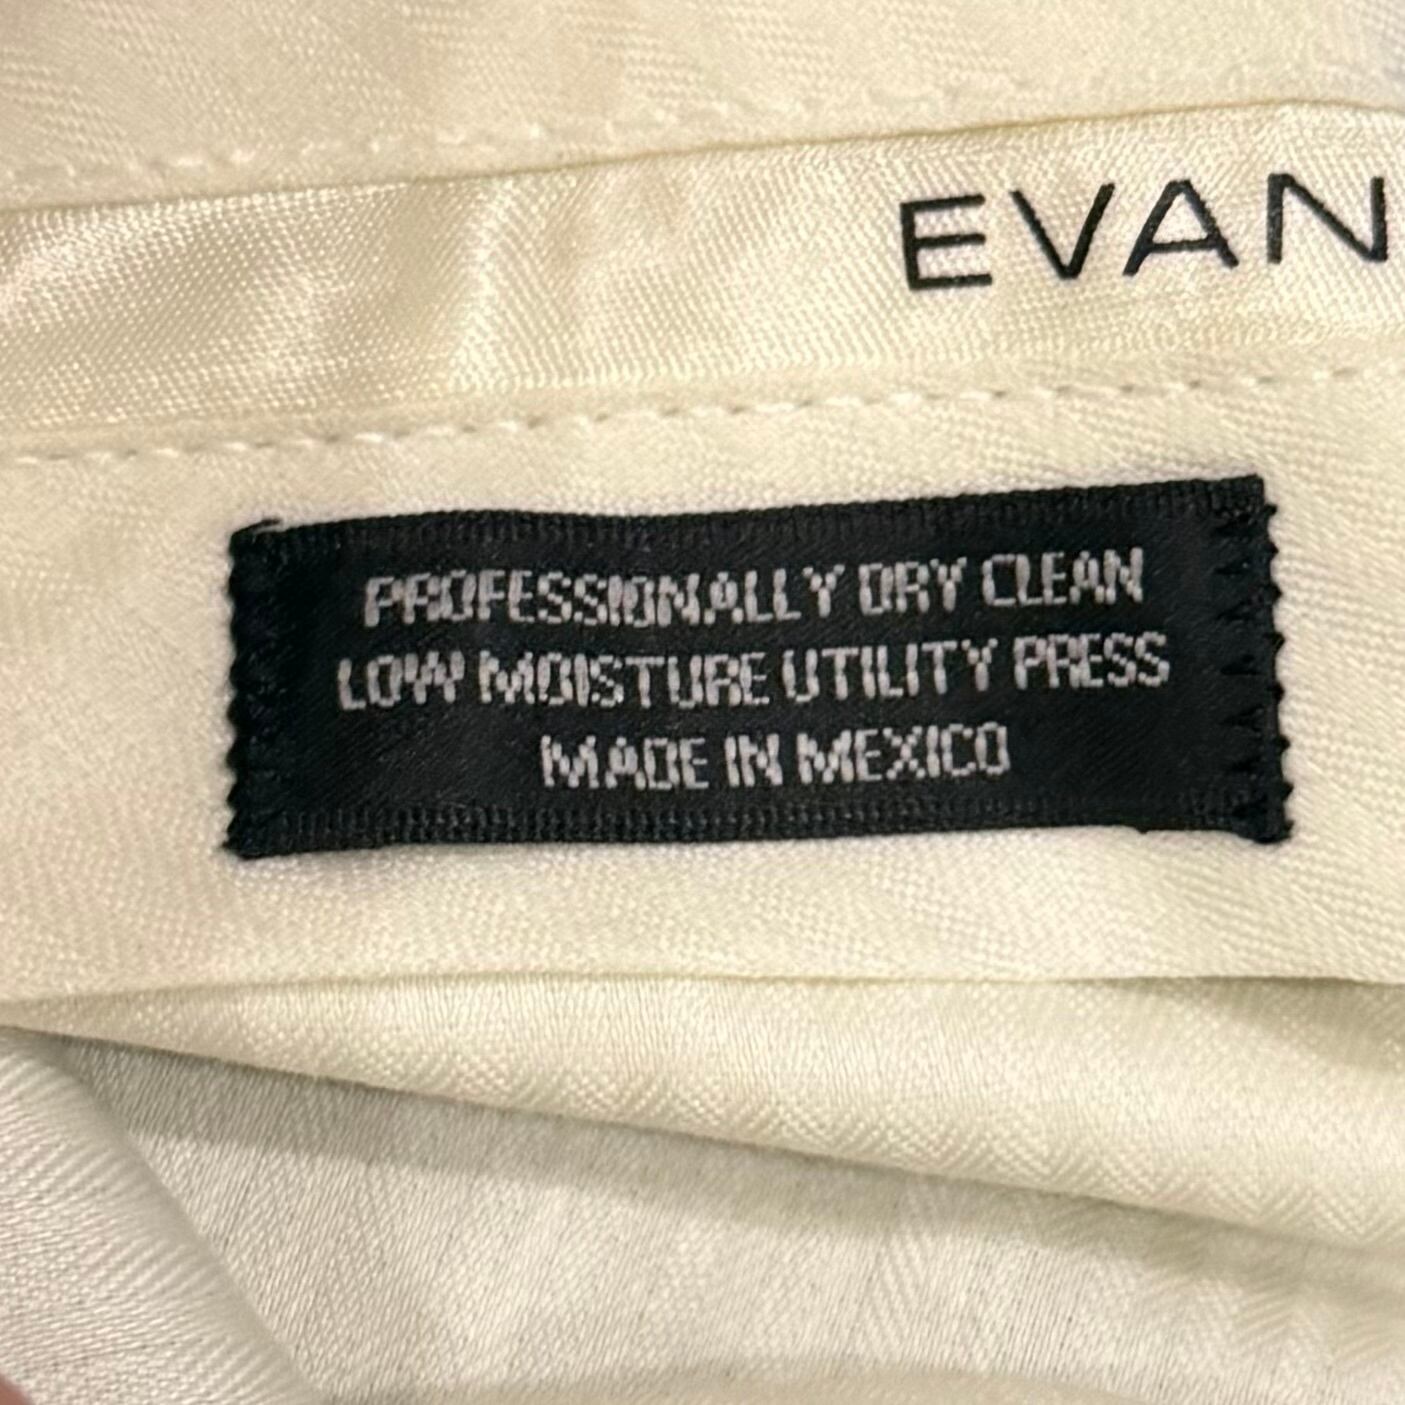 EVAN
PROFESSIONALLY DRY CLEAN
LOW MOISTURE UTILITY PRESS
MADE IN MEXICO